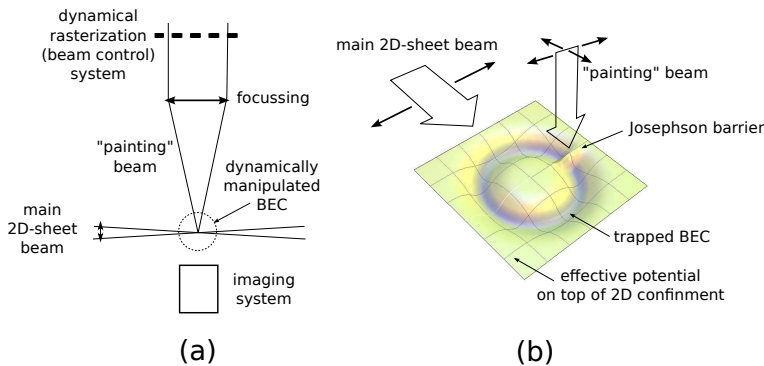 dynamical
rasterization
(beam control)
system
focussing
"painting"
beam
dynamically
manipulated
BEC
main
2D-sheet
beam
imaging
system
(a)
main 2D-sheet beam
"painting" beam
Josephson barrier
trapped BEC
effective potential
on top of 2D confinment
(b)